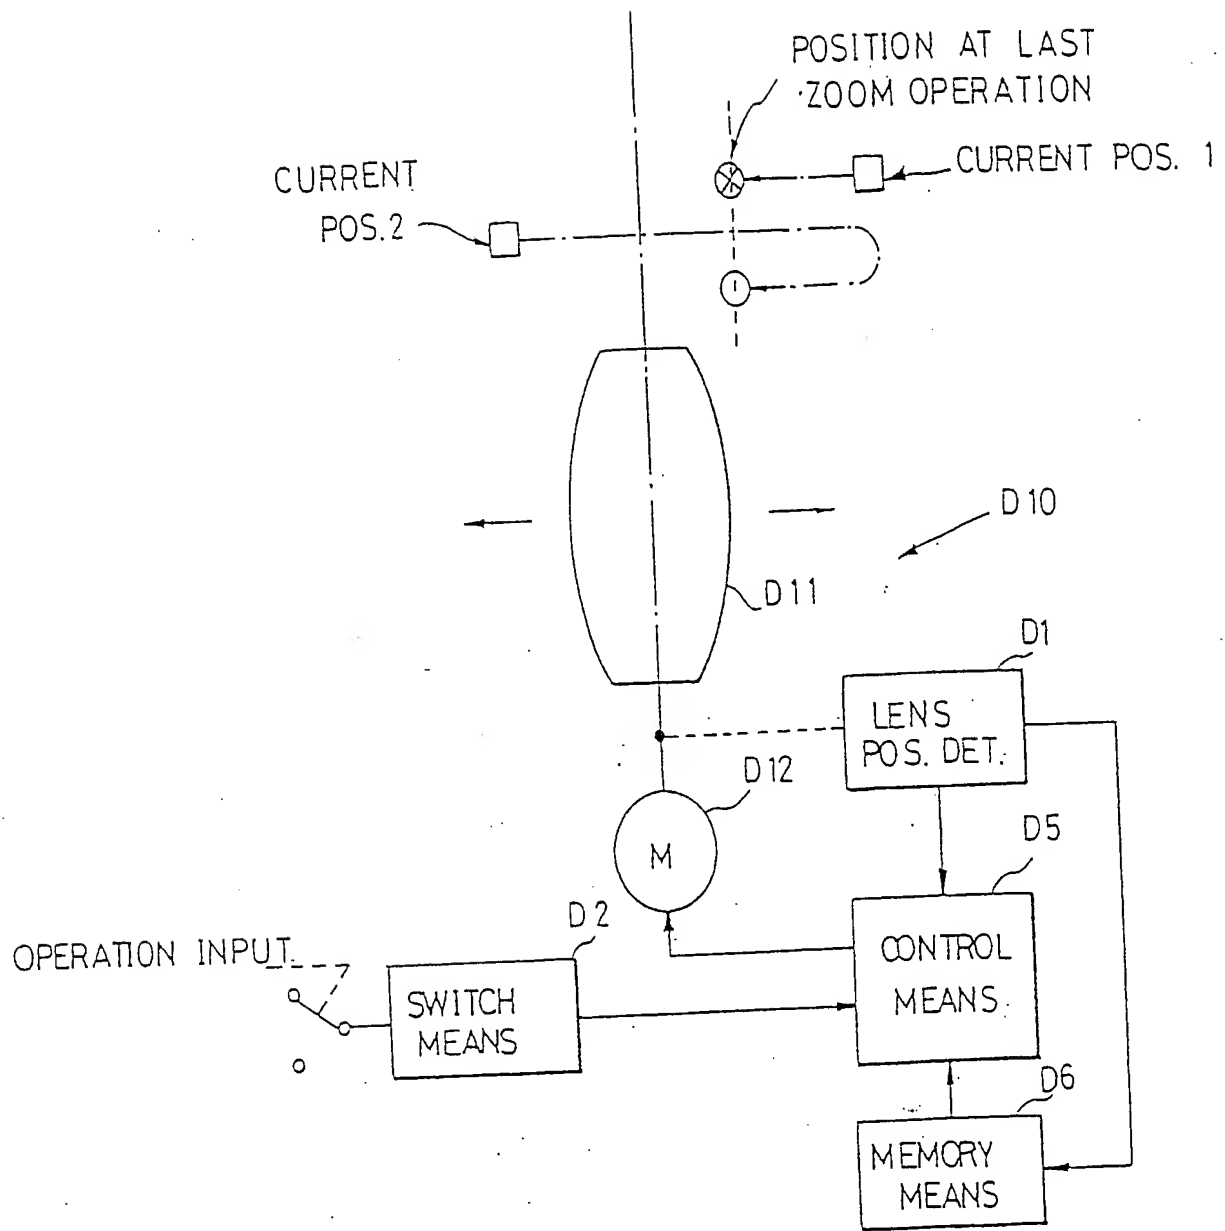 POSITION AT LAST
ZOOM OPERATION
CURRENT POS. 1
CURRENT
POS.2
D10
D11
D1
LENS
POS. DET.
D12
M
D5
D2
OPERATION INPUT
CONTROL
MEANS
SWITCH
MEANS
D6
MEMORY
MEANS